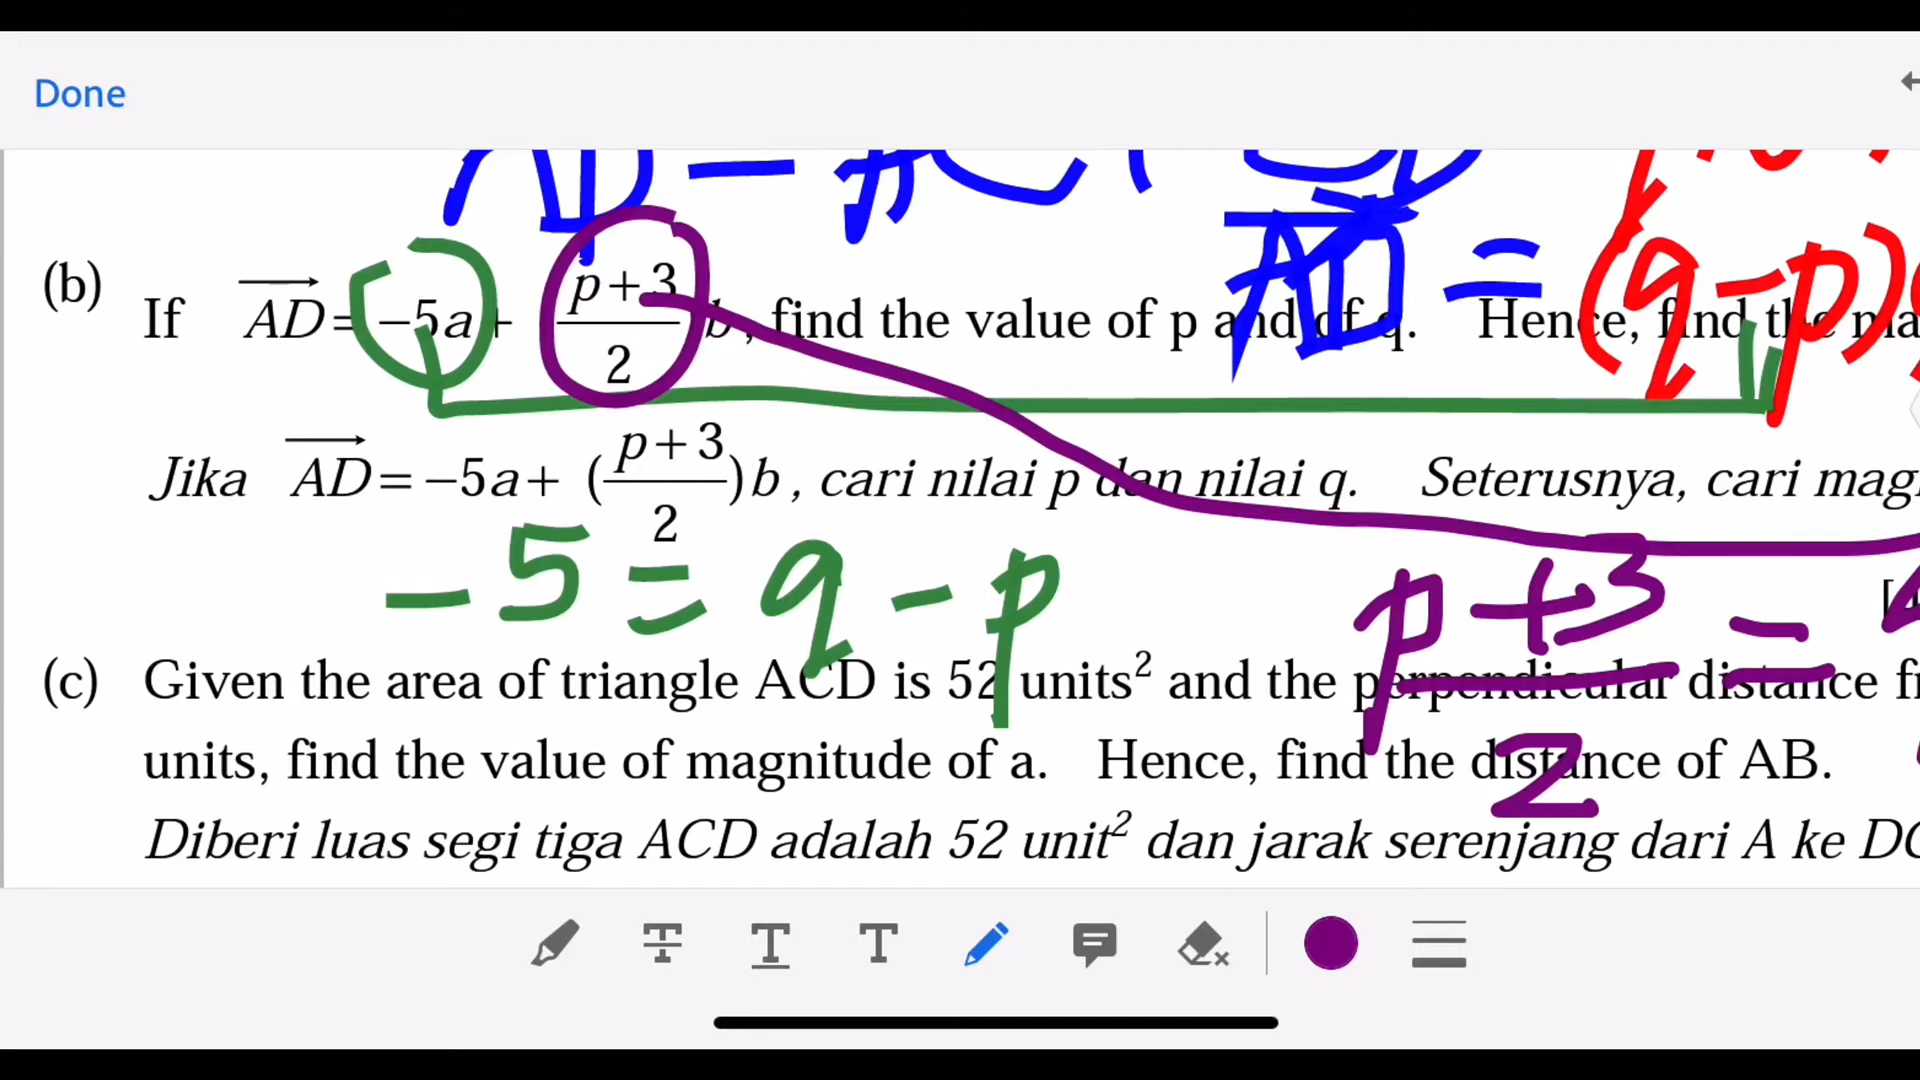 Done
AD = (q-p)
(b) If AD = -5a + p+3/2 b, find the value of p and of q. Hence, find the ma
Jika AD = -5a + (p+3/2)b, cari nilai p dan nilai q. Seterusnya, cari mag
-5 = q - p
p+3/2 =
(c) Given the area of triangle ACD is 52 units² and the perpendicular distance f
units, find the value of magnitude of a. Hence, find the distance of AB.
Diberi luas segi tiga ACD adalah 52 unit² dan jarak serenjang dari A ke DC